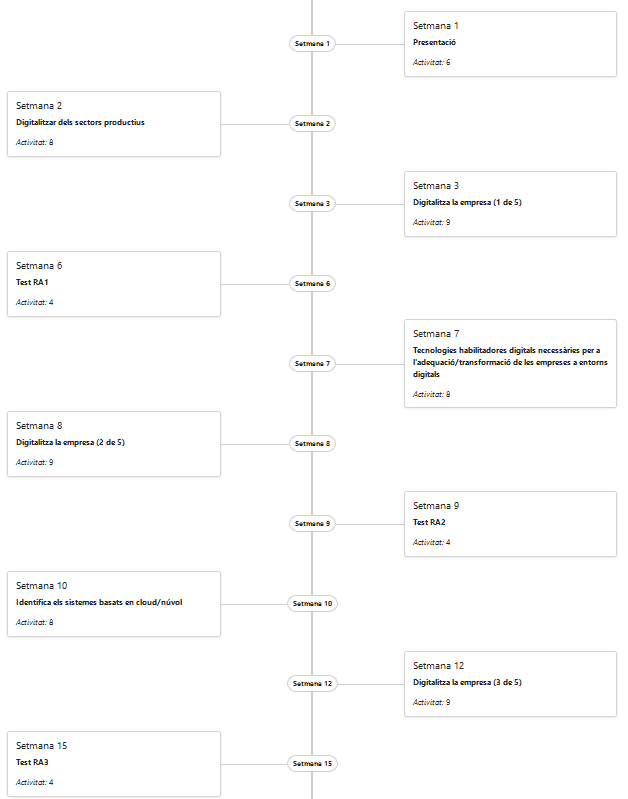 Setmana 1
Setmana 1
Presentació
Activitat: 6
Setmana 2
Digitalitzar dels sectors productius
Activitat: 8
Setmana 2
Setmana 3
Setmana 3
Digitalitza la empresa (1 de 5)
Activitat: 9
Setmana 6
Test RA1
Activitat: 4
Setmana 6
Setmana 7
Setmana 7
Tecnologies habilitadores digitals necessàries per a
l'adequació/transformació de les empreses a entorns
digitals
Activitat: 8
Setmana 8
Digitalitza la empresa (2 de 5)
Activitat: 9
Setmana 8
Setmana 9
Setmana 9
Test RA2
Activitat: 4
Setmana 10
Identifica els sistemes basats en cloud/núvol
Activitat: 8
Setmana 10
Setmana 12
Setmana 12
Digitalitza la empresa (3 de 5)
Activitat: 9
Setmana 15
Test RA3
Activitat: 4
Setmana 15